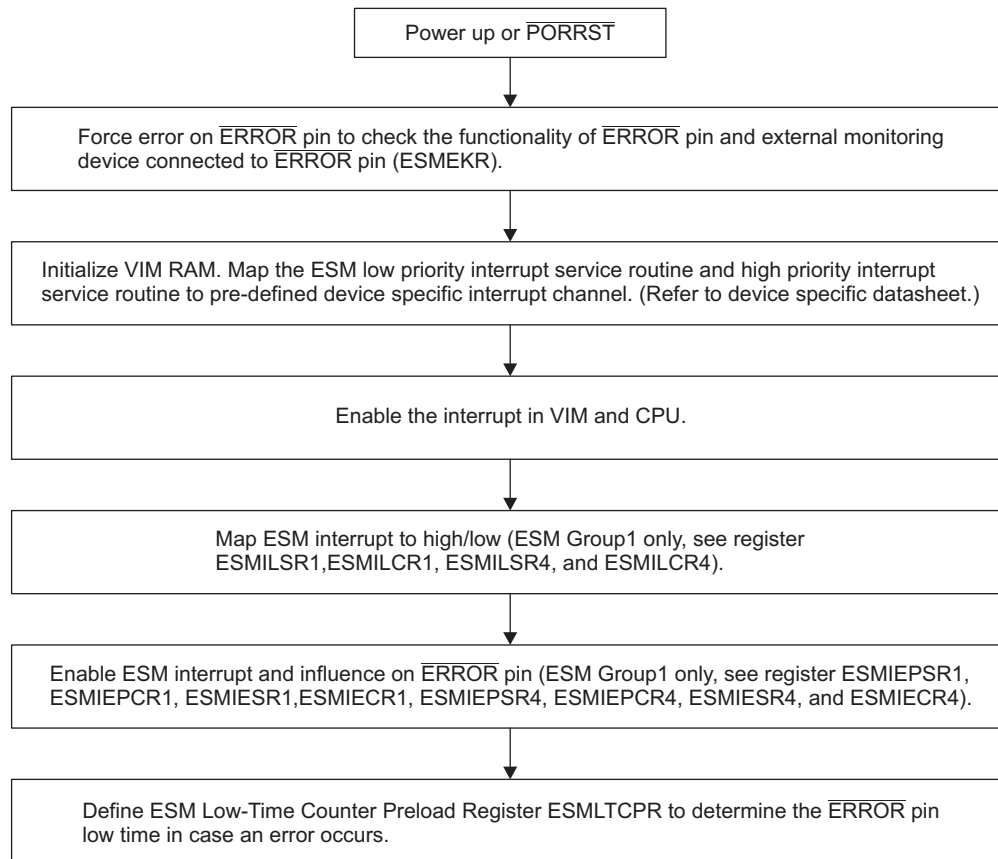 Power up or PORRST
Force error on ERROR pin to check the functionality of ERROR pin and external monitoring
device connected to ERROR pin (ESMEKR).
Initialize VIM RAM. Map the ESM low priority interrupt service routine and high priority interrupt
service routine to pre-defined device specific interrupt channel. (Refer to device specific datasheet.)
Enable the interrupt in VIM and CPU.
Map ESM interrupt to high/low (ESM Group1 only, see register
ESMILSR1,ESMILCR1, ESMILSR4, and ESMILCR4).
Enable ESM interrupt and influence on ERROR pin (ESM Group1 only, see register ESMIEPSR1,
ESMIEPCR1, ESMIESR1,ESMIECR1, ESMIEPSR4, ESMIEPCR4, ESMIESR4, and ESMIECR4).
Define ESM Low-Time Counter Preload Register ESMLTCPR to determine the ERROR pin
low time in case an error occurs.